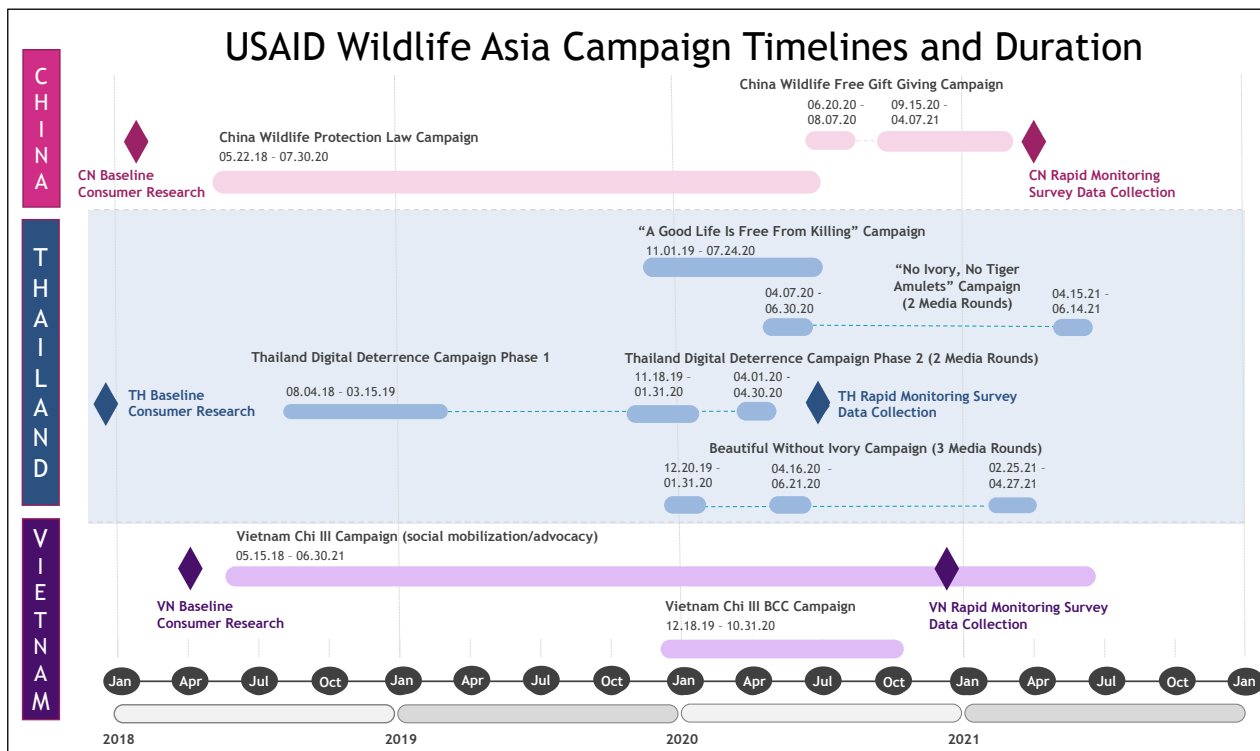 USAID Wildlife Asia Campaign Timelines and Duration
CHINA
China Wildlife Free Gift Giving Campaign
06.20.20 –
08.07.20
09.15.20 –
04.07.21
China Wildlife Protection Law Campaign
05.22.18 – 07.30.20
CN Baseline
Consumer Research
CN Rapid Monitoring
Survey Data Collection
THAILAND
“A Good Life Is Free From Killing” Campaign
11.01.19 – 07.24.20
“No Ivory, No Tiger
Amulets” Campaign
(2 Media Rounds)
04.07.20 –
06.30.20
04.15.21 –
06.14.21
Thailand Digital Deterrence Campaign Phase 1
08.04.18 – 03.15.19
Thailand Digital Deterrence Campaign Phase 2 (2 Media Rounds)
11.18.19 –
01.31.20
04.01.20 –
04.30.20
TH Baseline
Consumer Research
TH Rapid Monitoring Survey
Data Collection
Beautiful Without Ivory Campaign (3 Media Rounds)
12.20.19 –
01.31.20
04.16.20 –
06.21.20
02.25.21 –
04.27.21
VIETNAM
Vietnam Chi III Campaign (social mobilization/advocacy)
05.15.18 – 06.30.21
VN Baseline
Consumer Research
Vietnam Chi III BCC Campaign
12.18.19 – 10.31.20
VN Rapid Monitoring Survey
Data Collection
Jan Apr Jul Oct Jan Apr Jul Oct Jan Apr Jul Oct Jan Apr Jul Oct Jan
2018 2019 2020 2021